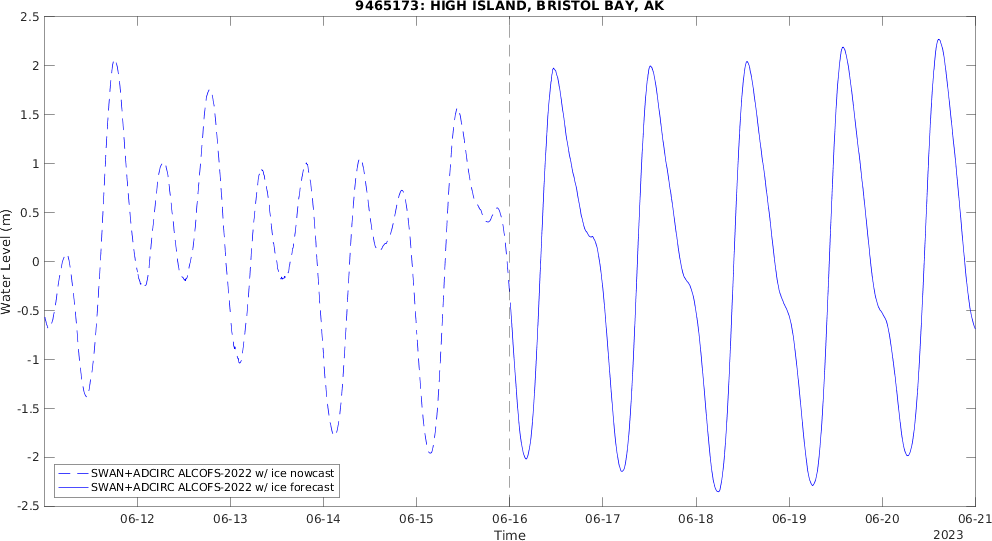 9465173: HIGH ISLAND, BRISTOL BAY, AK
Water Level (m)
2.5
2
1.5
1
0.5
0
-0.5
-1
-1.5
-2
-2.5
SWAN+ADCIRC ALCOFS-2022 w/ ice nowcast
SWAN+ADCIRC ALCOFS-2022 w/ ice forecast
06-12 06-13 06-14 06-15 06-16 06-17 06-18 06-19 06-20 06-21
Time
2023